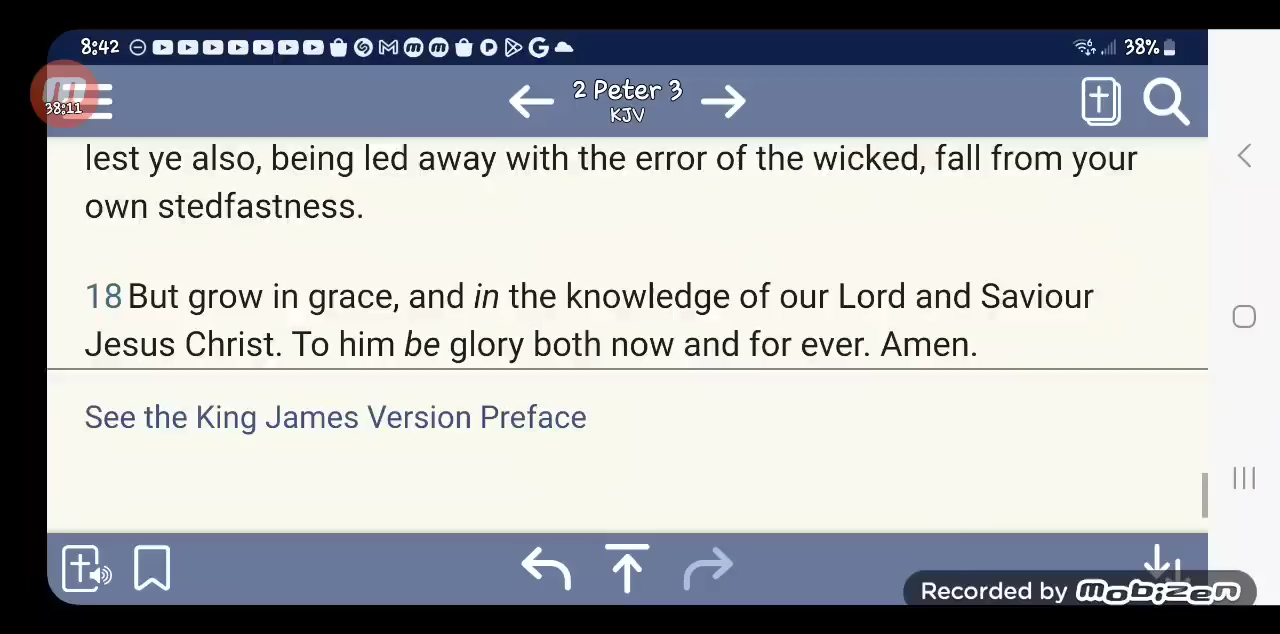 8:42
38%
38:11
2 Peter 3
KJV
lest ye also, being led away with the error of the wicked, fall from your
own stedfastness.
18 But grow in grace, and in the knowledge of our Lord and Saviour
Jesus Christ. To him be glory both now and for ever. Amen.
See the King James Version Preface
Recorded by mobizen